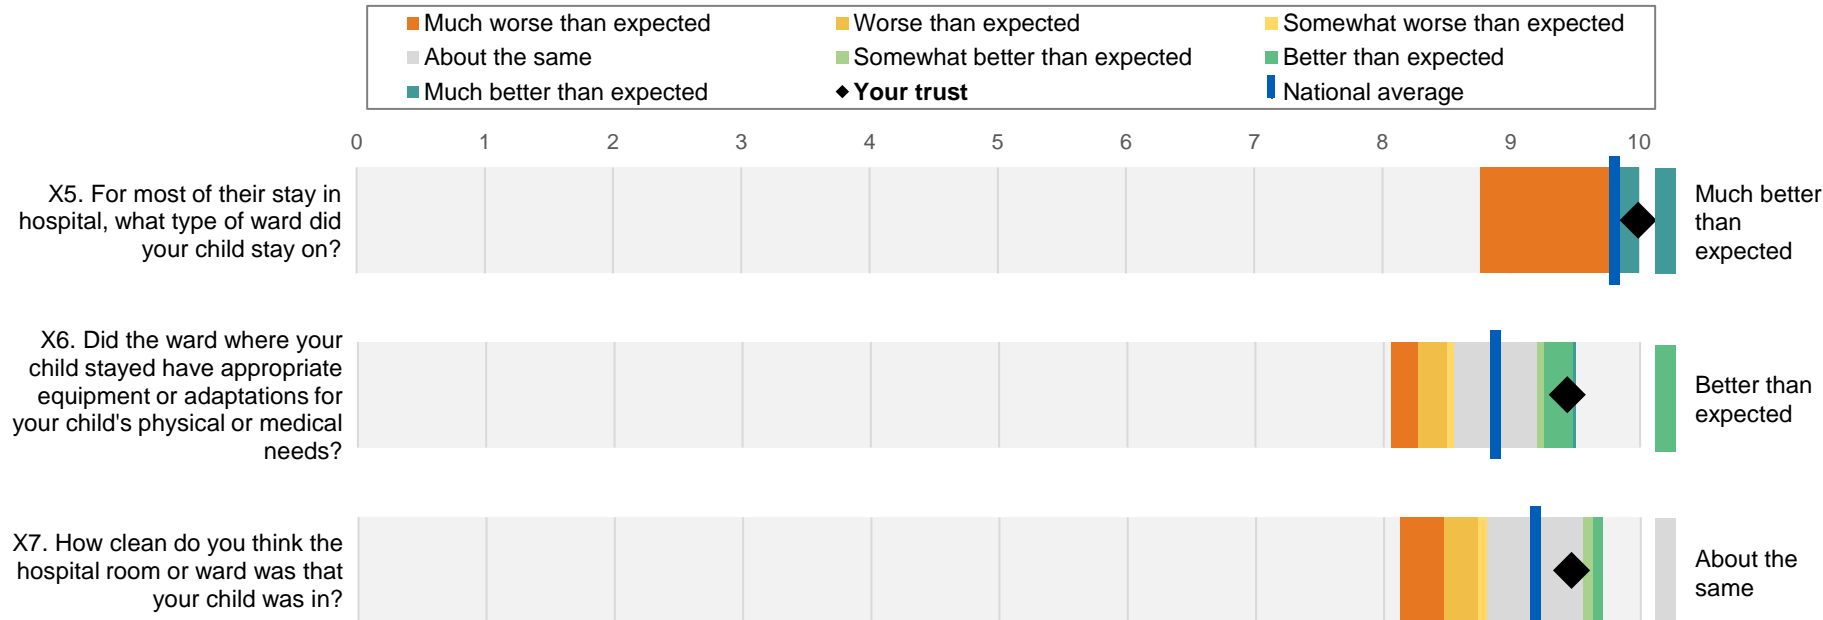 Much worse than expected
Worse than expected
Somewhat worse than expected
About the same
Somewhat better than expected
Better than expected
Much better than expected
Your trust
National average
0 1 2 3 4 5 6 7 8 9 10
X5. For most of their stay in
hospital, what type of ward did
your child stay on?
Much better
than
expected
X6. Did the ward where your
child stayed have appropriate
equipment or adaptations for
your child's physical or medical
needs?
Better than
expected
X7. How clean do you think the
hospital room or ward was that
your child was in?
About the
same